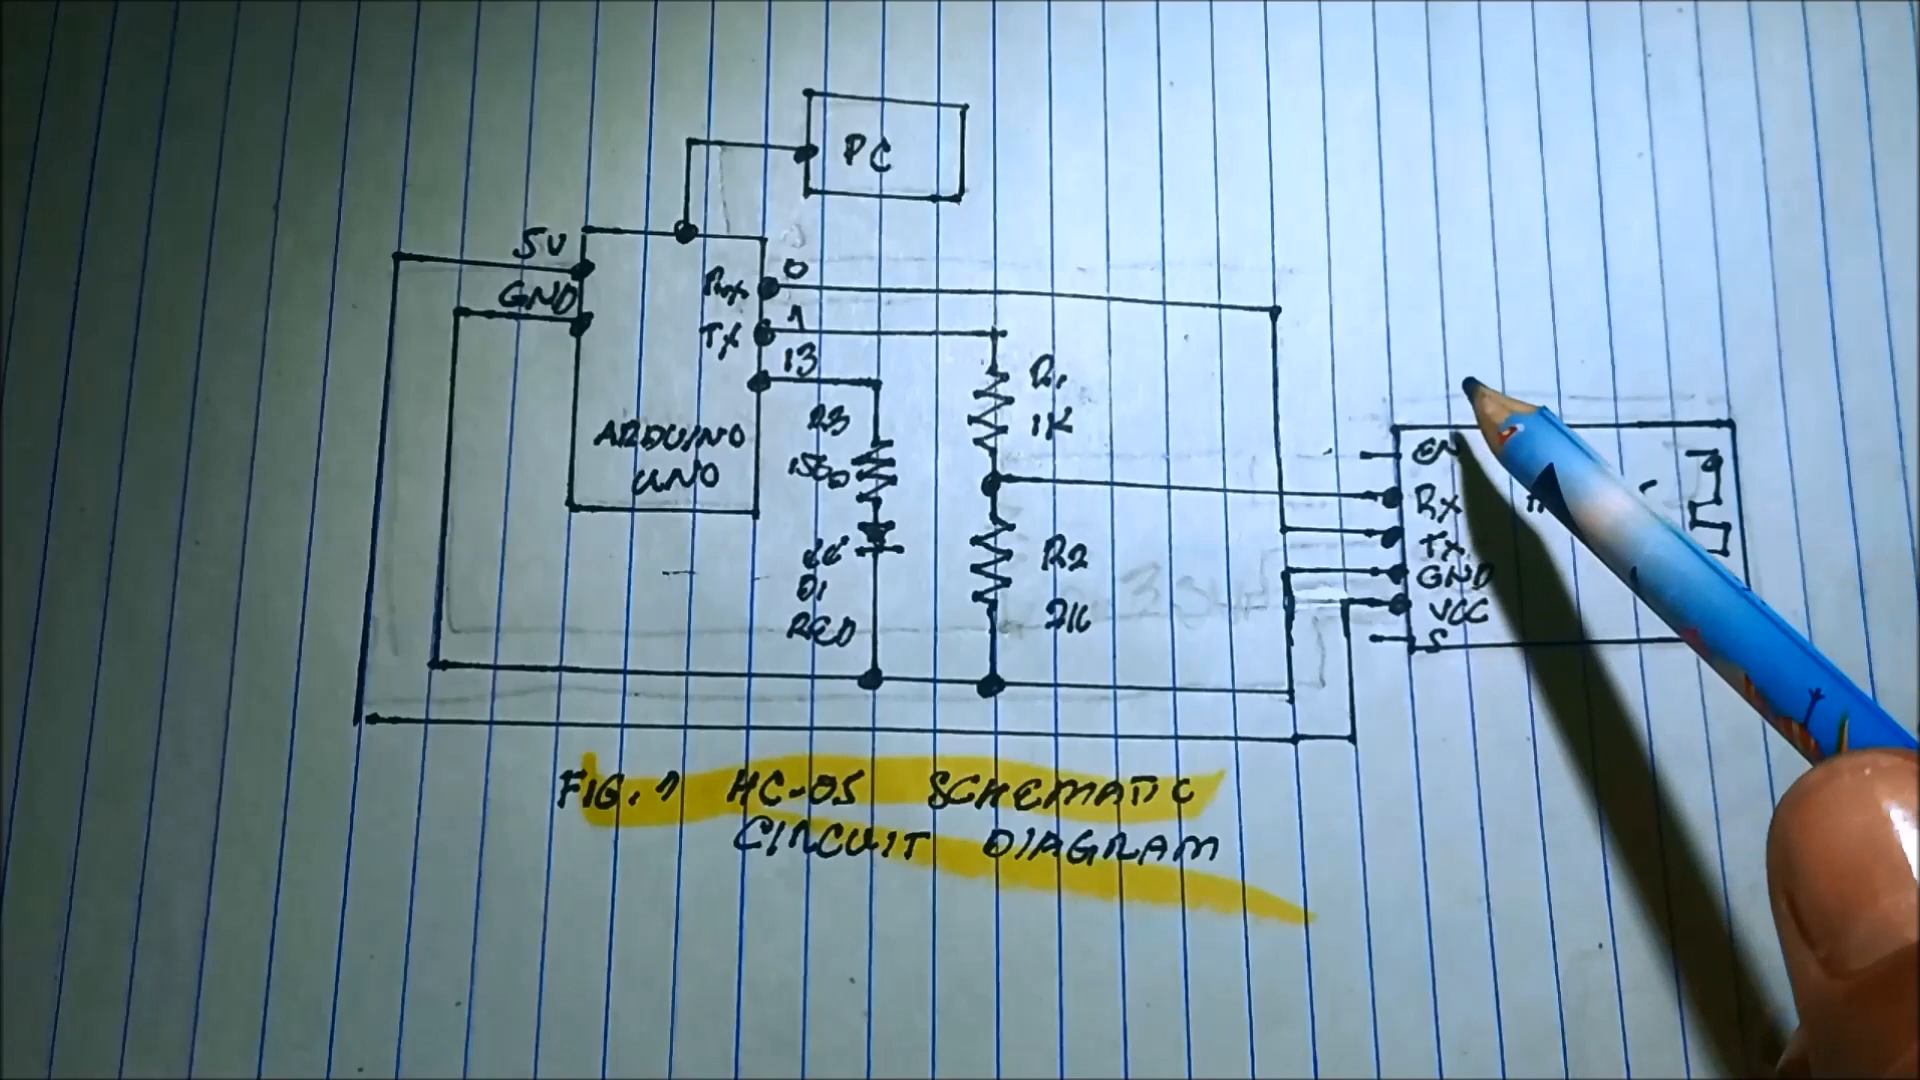 PC
5V
GND
Rx 0
Tx 1
13
ARDUINO
UNO
R3
D1
RED
R1
1K
R2
2K
EN
Rx
Tx
GND
VCC
S
FIG. 1 HC-05 SCHEMATIC
CIRCUIT DIAGRAM